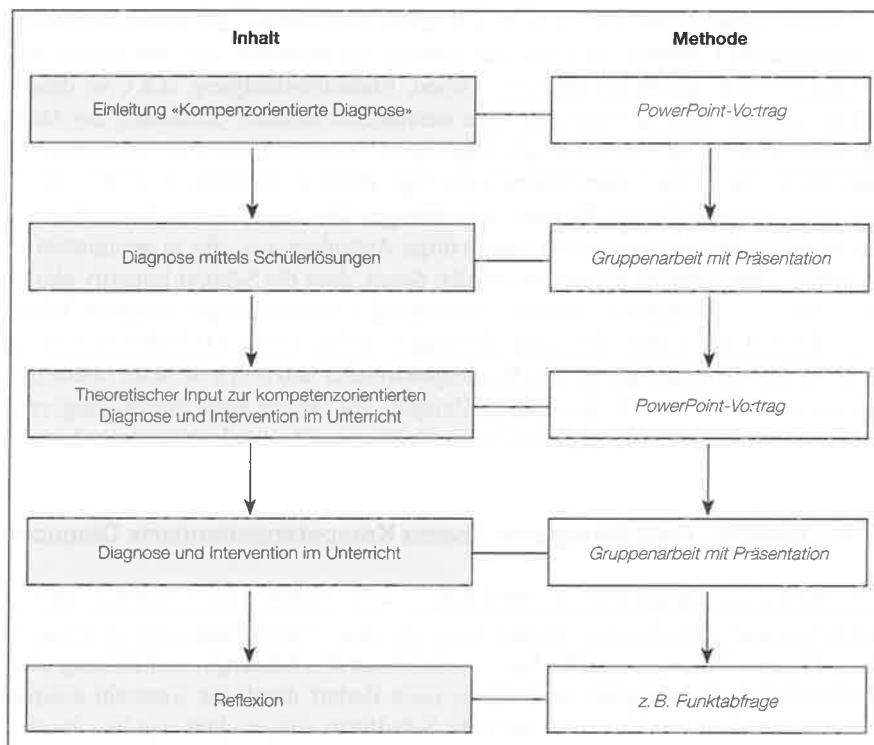 Inhalt Methode
Einleitung «Kompenzorientierte Diagnose» PowerPoint-Vortrag
Diagnose mittels Schülerlösungen Gruppenarbeit mit Präsentation
Theoretischer Input zur kompetenzorientierten
Diagnose und Intervention im Unterricht PowerPoint-Vortrag
Diagnose und Intervention im Unterricht Gruppenarbeit mit Präsentation
Reflexion z. B. Punktabfrage